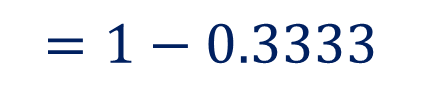 = 1 − 0.3333